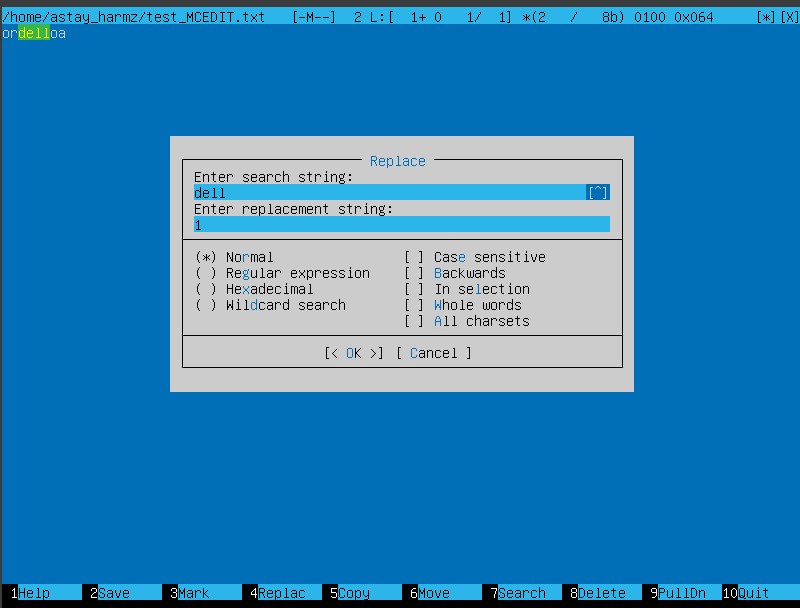 /home/astay_harmz/test_MCEDIT.txt [-M--] 2 L:[ 1+ 0 1/ 1] *(2 / 8b) 0100 0x064 [*][X]
ordelloa
Replace
Enter search string:
dell [^]
Enter replacement string:
1
(*) Normal [ ] Case sensitive
( ) Regular expression [ ] Backwards
( ) Hexadecimal [ ] In selection
( ) Wildcard search [ ] Whole words
[ ] All charsets
[< OK >] [ Cancel ]
1Help 2Save 3Mark 4Replac 5Copy 6Move 7Search 8Delete 9PullDn 10Quit